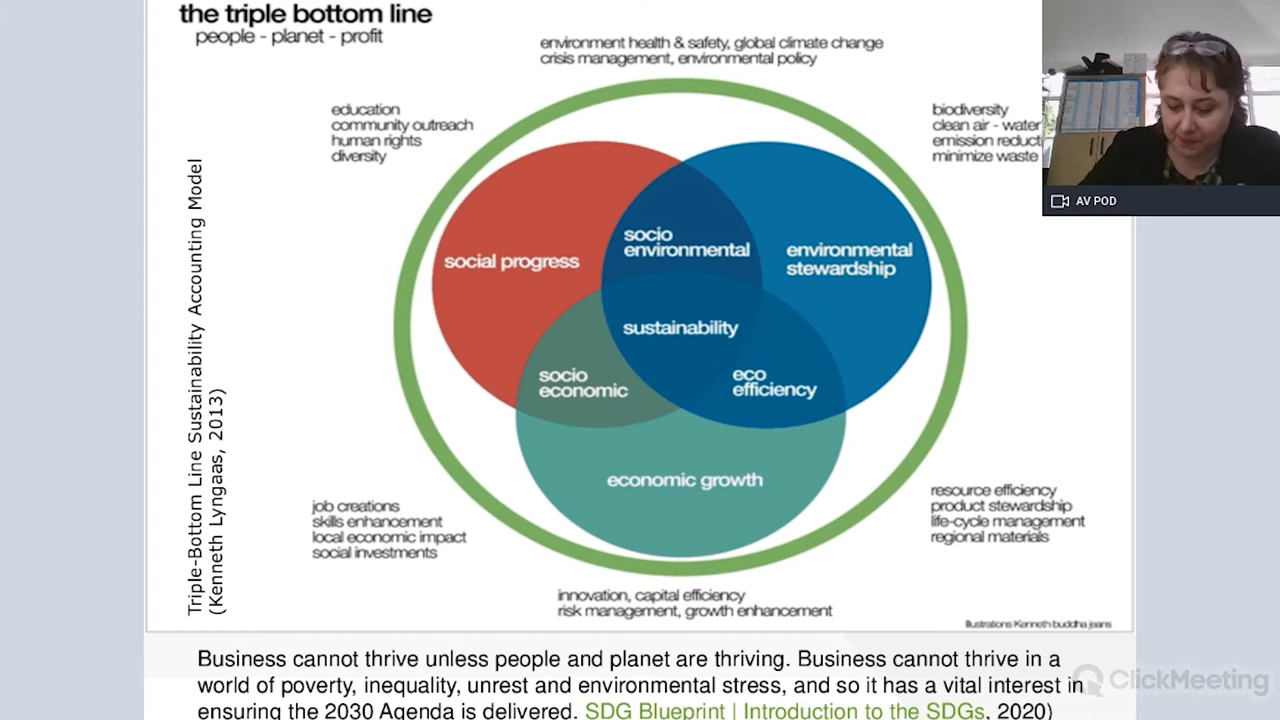 the triple bottom line
people - planet - profit
environment health & safety, global climate change
crisis management, environmental policy
education
community outreach
human rights
diversity
biodiversity
clean air - water
emission reduct
minimize waste
AV POD
Triple-Bottom Line Sustainability Accounting Model
(Kenneth Lyngaas, 2013)
social progress
socio
environmental
environmental
stewardship
sustainability
socio
economic
eco
efficiency
economic growth
job creations
skills enhancement
local economic impact
social investments
resource efficiency
product stewardship
life-cycle management
regional materials
innovation, capital efficiency
risk management, growth enhancement
Illustrations Kenneth buddha jeans
Business cannot thrive unless people and planet are thriving. Business cannot thrive in a
world of poverty, inequality, unrest and environmental stress, and so it has a vital interest in
ensuring the 2030 Agenda is delivered. SDG Blueprint | Introduction to the SDGs, 2020)
ClickMeeting